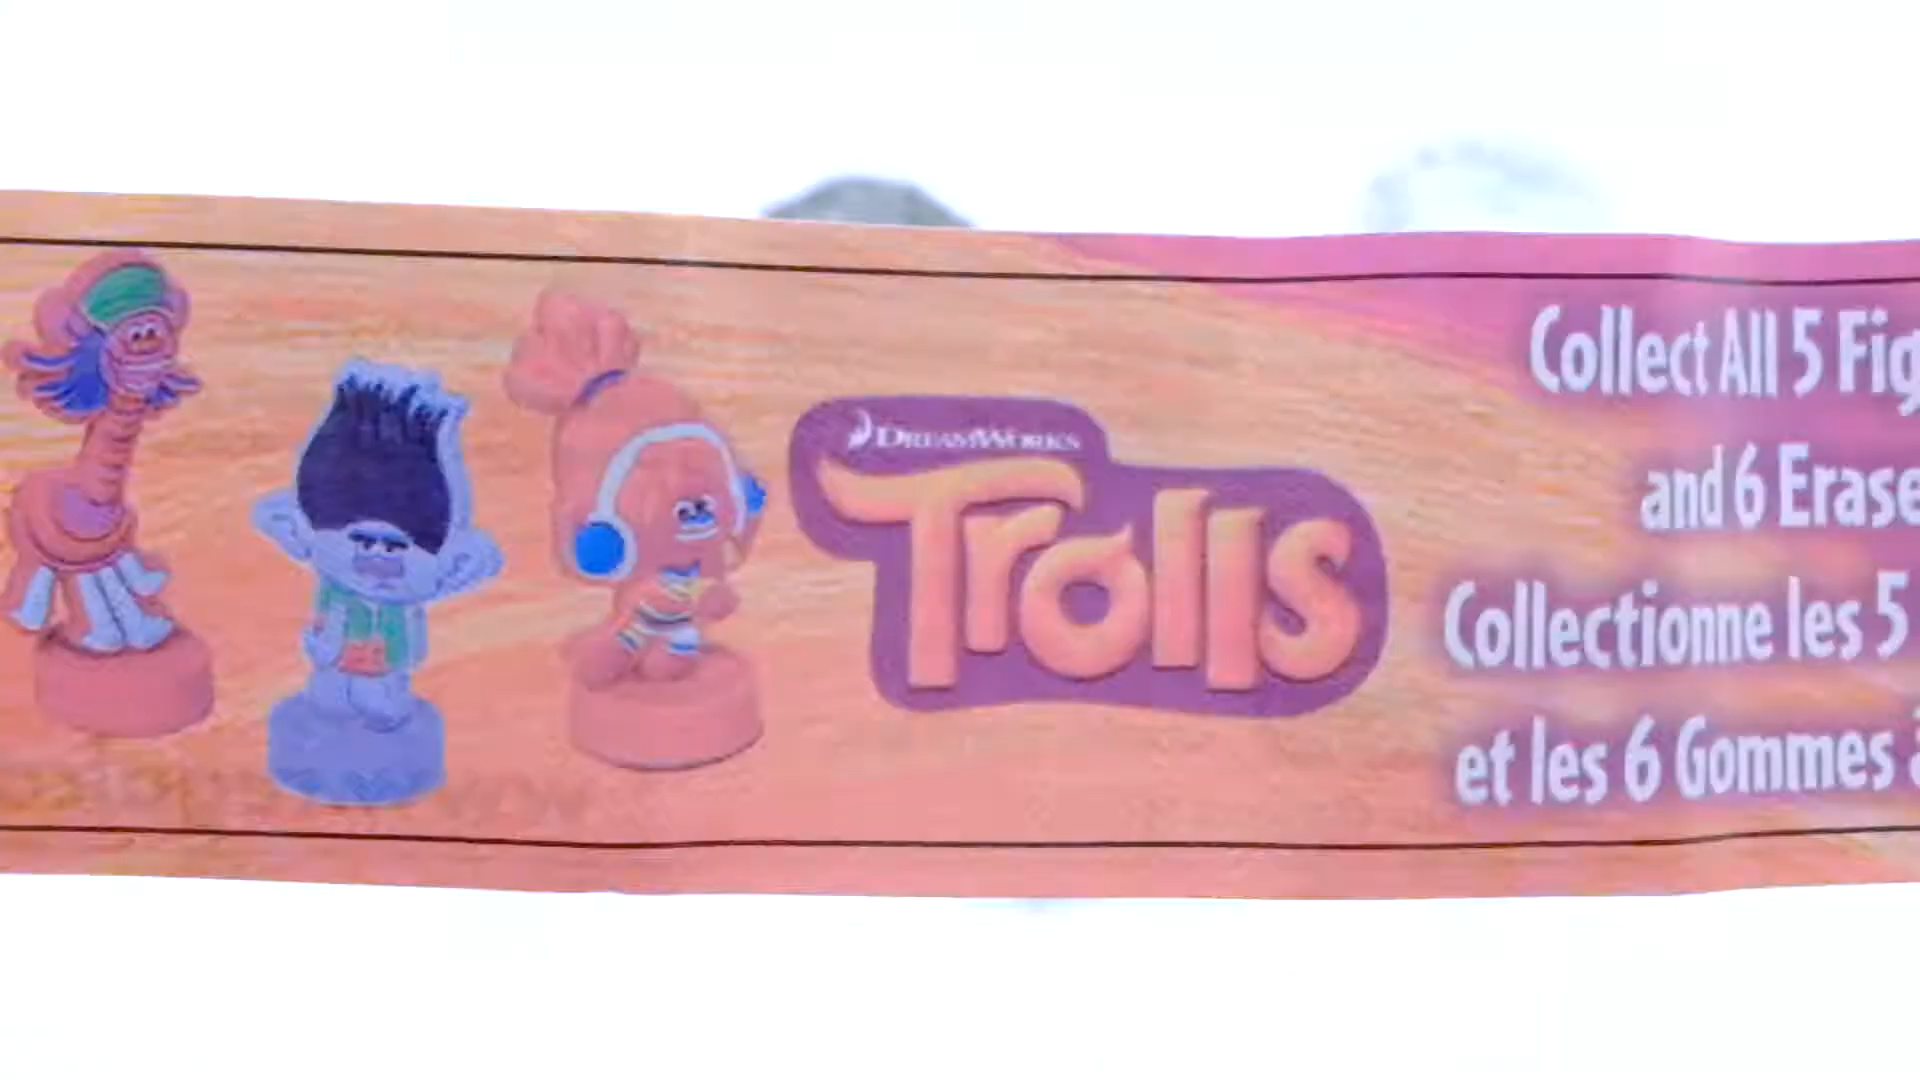 DREAMWORKS
Trolls
Collect All 5 Fig
and 6 Erase
Collectionne les 5
et les 6 Gommes à